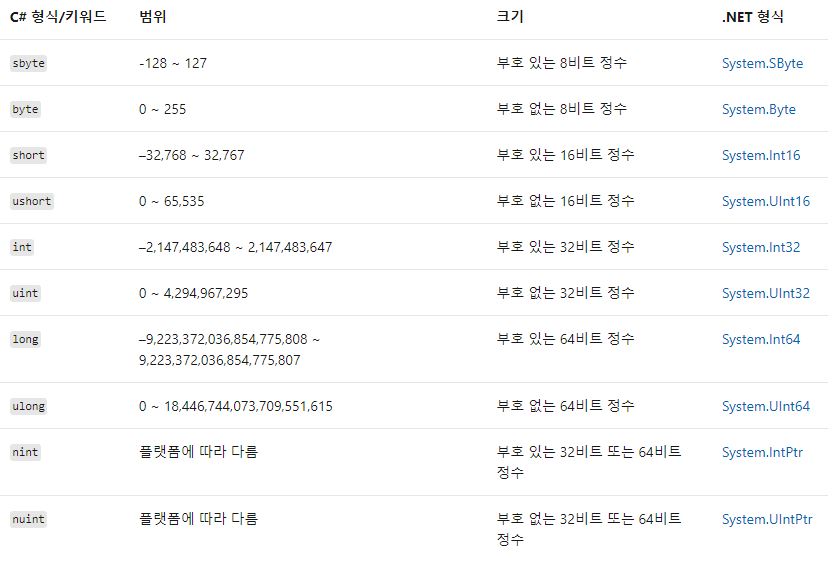 C# 형식/키워드 범위 크기 .NET 형식
sbyte -128 ~ 127 부호 있는 8비트 정수 System.SByte
byte 0 ~ 255 부호 없는 8비트 정수 System.Byte
short –32,768 ~ 32,767 부호 있는 16비트 정수 System.Int16
ushort 0 ~ 65,535 부호 없는 16비트 정수 System.UInt16
int –2,147,483,648 ~ 2,147,483,647 부호 있는 32비트 정수 System.Int32
uint 0 ~ 4,294,967,295 부호 없는 32비트 정수 System.UInt32
long –9,223,372,036,854,775,808 ~ 부호 있는 64비트 정수 System.Int64
9,223,372,036,854,775,807
ulong 0 ~ 18,446,744,073,709,551,615 부호 없는 64비트 정수 System.UInt64
nint 플랫폼에 따라 다름 부호 있는 32비트 또는 64비트 System.IntPtr
정수
nuint 플랫폼에 따라 다름 부호 없는 32비트 또는 64비트 System.UIntPtr
정수